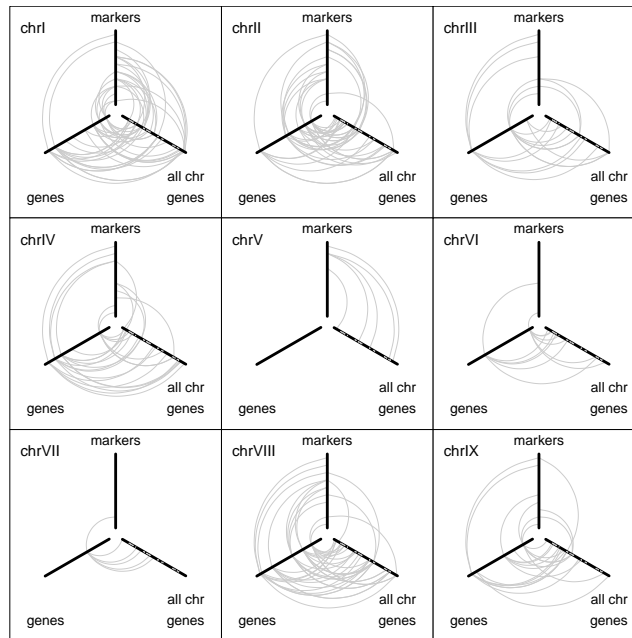 markers
chrI
all chr
genes
genes
markers
chrII
all chr
genes
genes
markers
chrIII
all chr
genes
genes
markers
chrIV
all chr
genes
genes
markers
chrV
all chr
genes
genes
markers
chrVI
all chr
genes
genes
markers
chrVII
all chr
genes
genes
markers
chrVIII
all chr
genes
genes
markers
chrIX
all chr
genes
genes